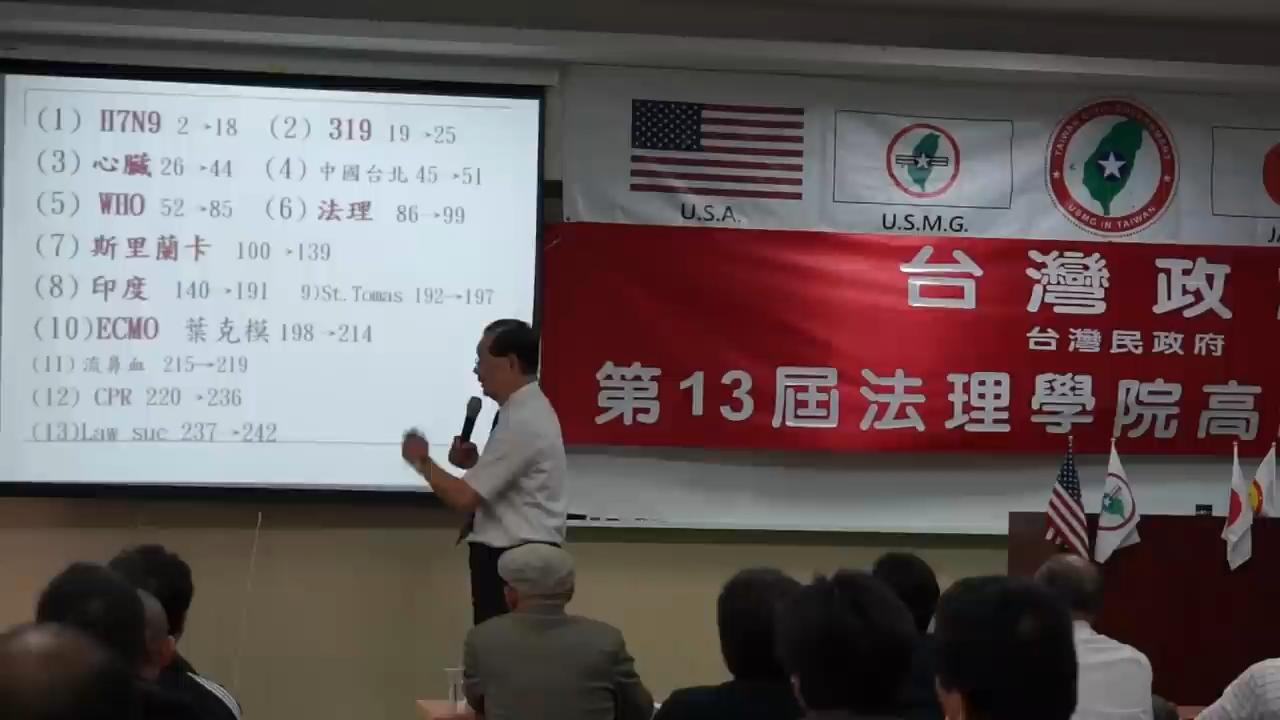 (1) H7N9 2→18 (2) 319 19→25
(3) 心臟 26→44 (4) 中國台北 45→51
(5) WHO 52→85 (6) 法理 86→99
(7) 斯里蘭卡 100→139
(8) 印度 140→191 9)St.Tomas 192→197
(10)ECMO 葉克模 198→214
(11) 流鼻血 215→219
(12) CPR 220→236
(13)Law suc 237→242
U.S.A.
U.S.M.G.
TAIWAN CIVIL GOVERNMENT
USMG IN TAIWAN
JA
台灣政
台灣民政府
第13屆法理學院高